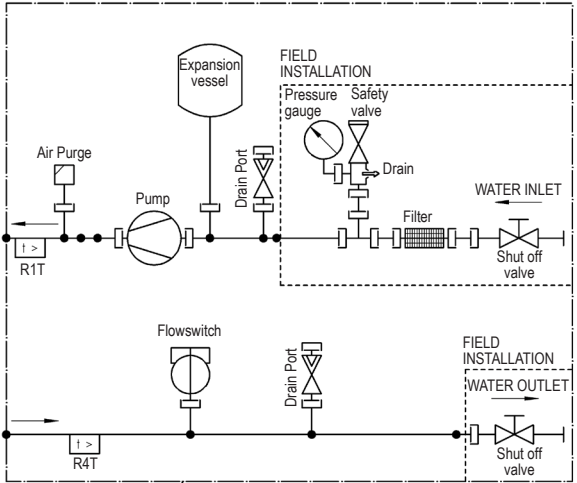 Expansion
vessel
FIELD
INSTALLATION
Pressure
gauge
Safety
valve
Air Purge
Drain Port
Drain
Pump
WATER INLET
Filter
t >
R1T
Shut off
valve
Flowswitch
Drain Port
FIELD
INSTALLATION
WATER OUTLET
t >
R4T
Shut off
valve